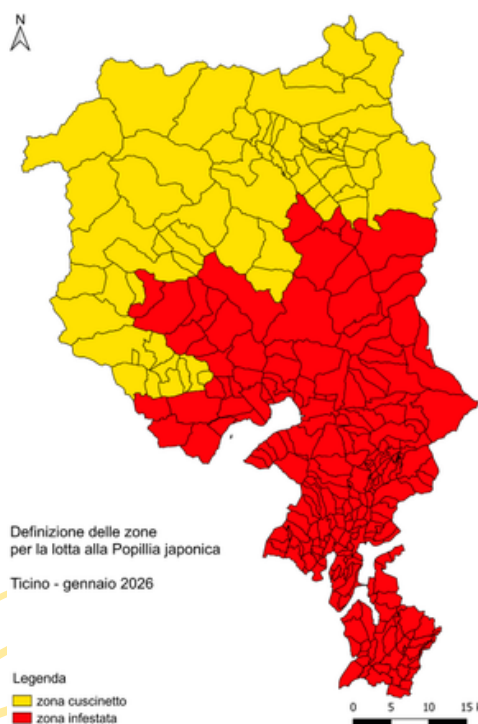 N
Definizione delle zone
per la lotta alla Popillia japonica
Ticino - gennaio 2026
Legenda
zona cuscinetto
zona infestata
0 5 10 15 k